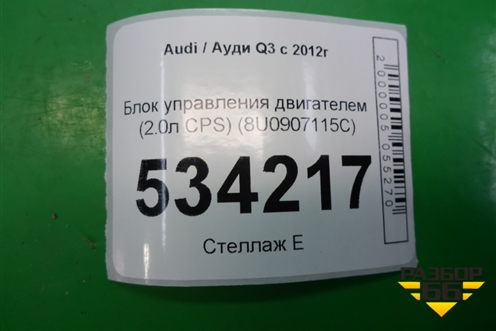 Audi / Ауди Q3 с 2012г
Блок управления двигателем
(2.0л CPS) (8U0907115C)
534217
Стеллаж Е
2000005055270
РАЗБОР
66